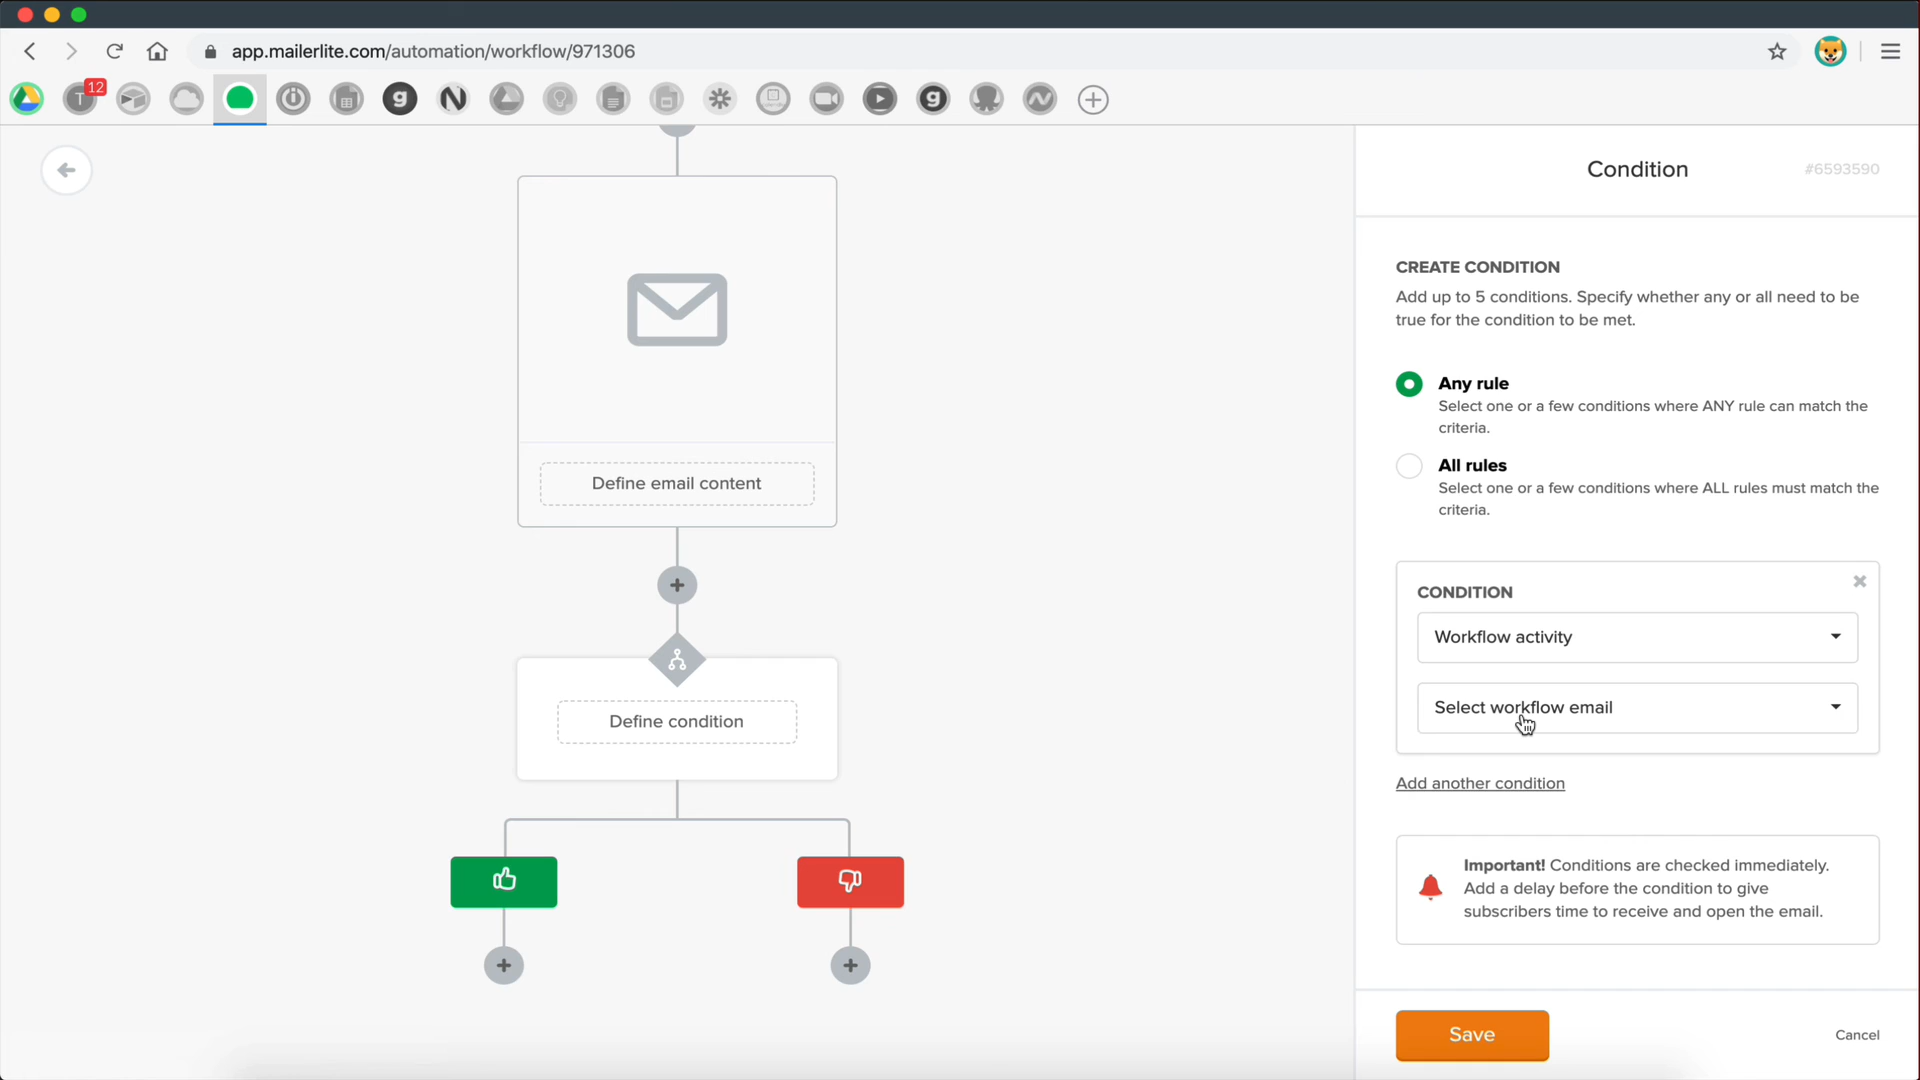 app.mailerlite.com/automation/workflow/971306
T
12
g
N
g
Condition
#6593590
CREATE CONDITION
Add up to 5 conditions. Specify whether any or all need to be
true for the condition to be met.
Any rule
Select one or a few conditions where ANY rule can match the
criteria.
All rules
Select one or a few conditions where ALL rules must match the
criteria.
Define email content
CONDITION
Workflow activity
Select workflow email
Define condition
Add another condition
Important! Conditions are checked immediately.
Add a delay before the condition to give
subscribers time to receive and open the email.
Save
Cancel